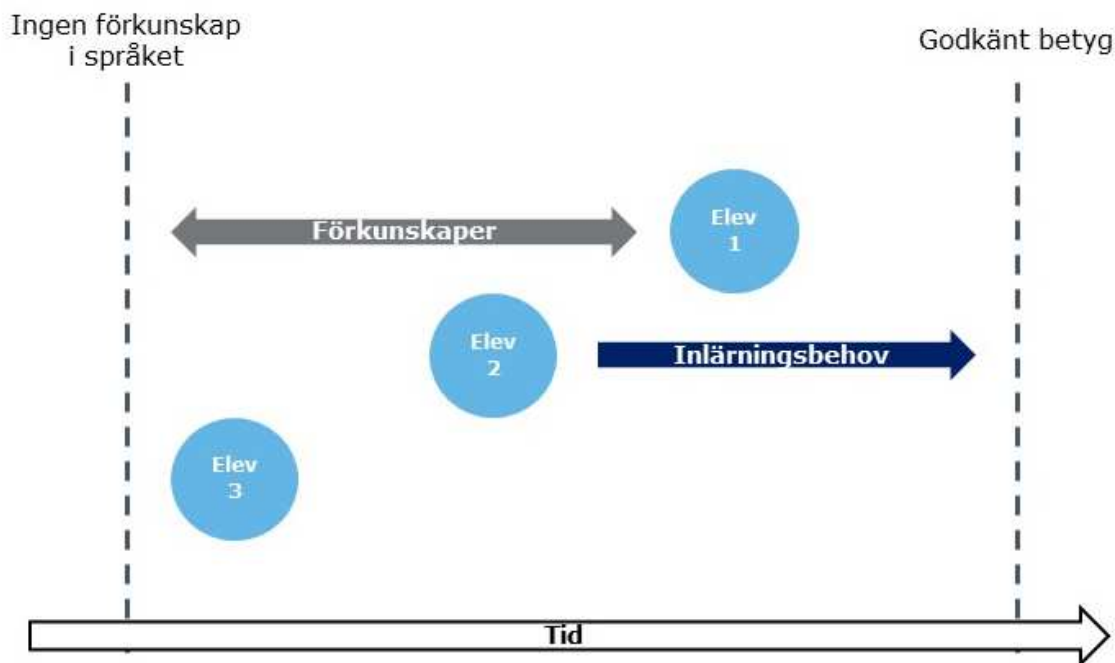 Ingen förkunskap
i språket
Godkänt betyg
Elev
1
Förkunskaper
Elev
2
Inlärningsbehov
Elev
3
Tid